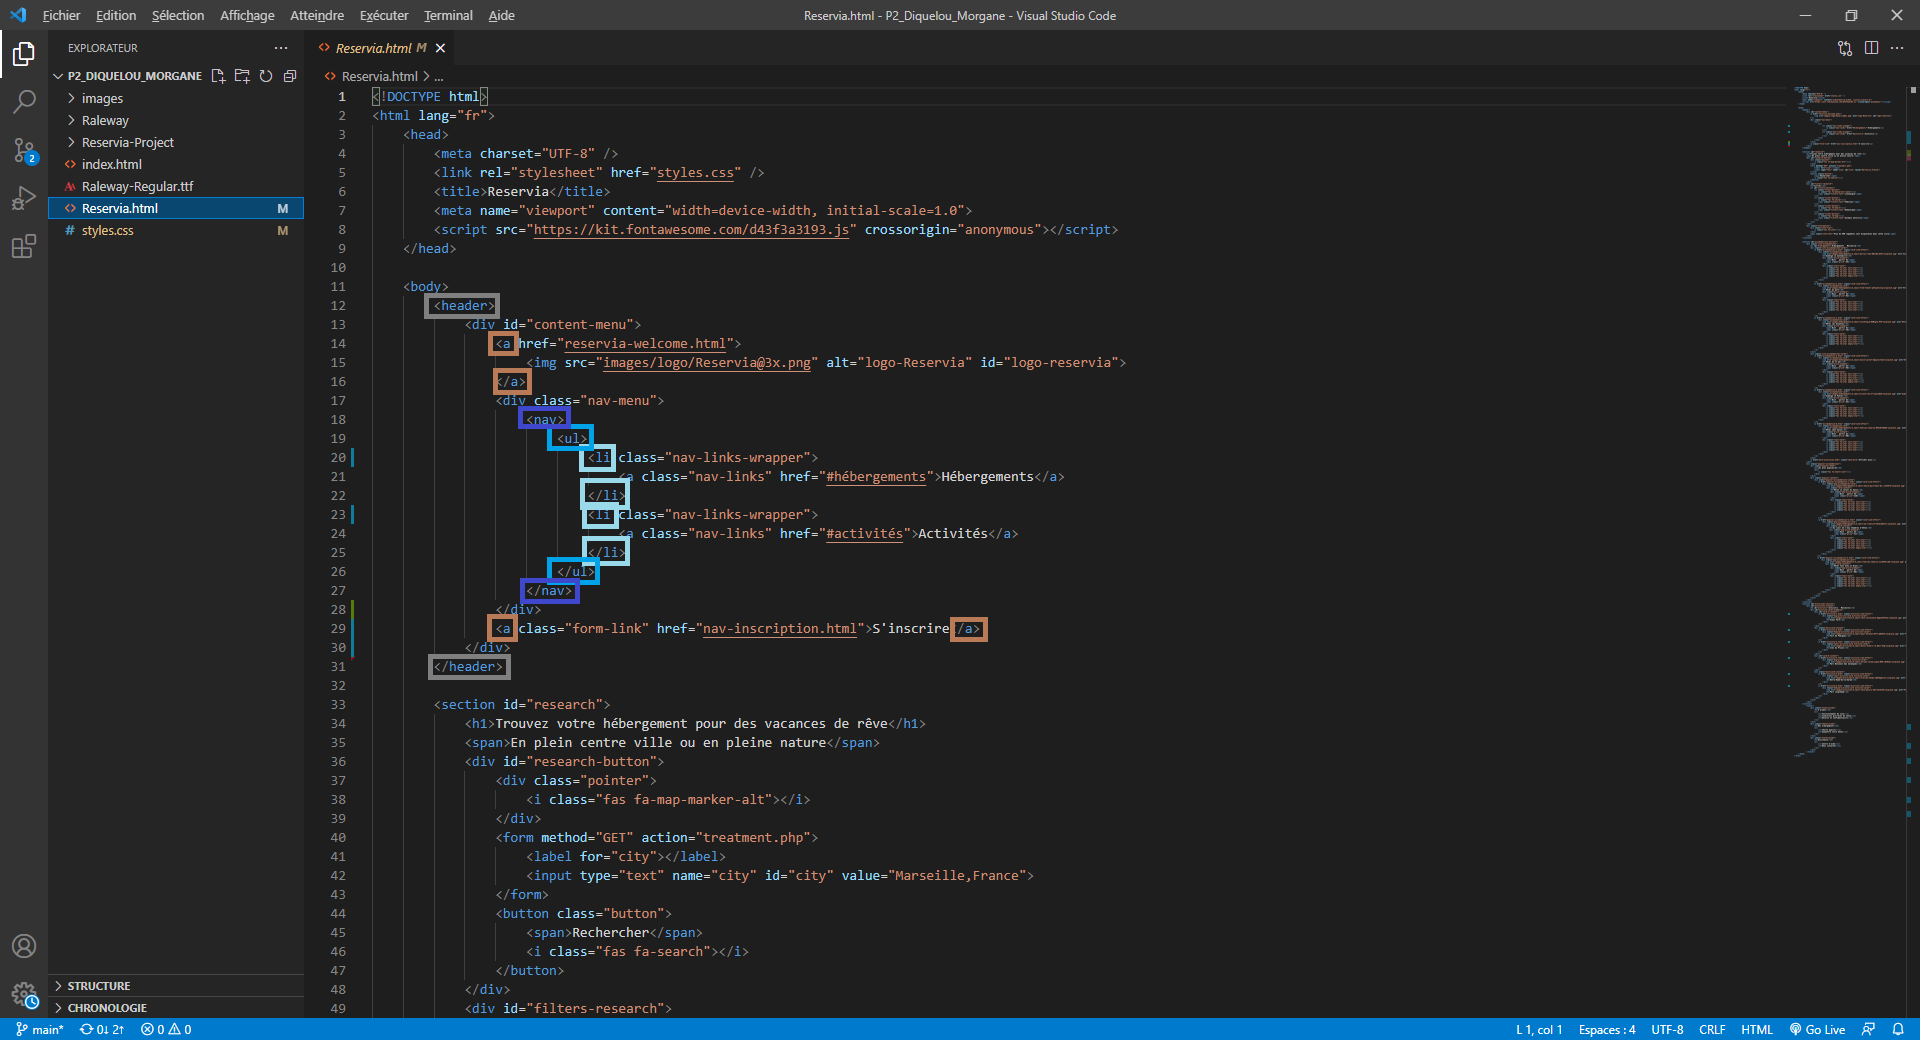 Fichier Edition Sélection Affichage Atteindre Exécuter Terminal Aide
Reservia.html - P2_Diquelou_Morgane - Visual Studio Code
EXPLORATEUR
P2_DIQUELOU_MORGANE
images
Raleway
Reservia-Project
index.html
Raleway-Regular.ttf
Reservia.html M
styles.css M
2
STRUCTURE
CHRONOLOGIE
Reservia.html M
Reservia.html > ...
1 <!DOCTYPE html>
2 <html lang="fr">
3 <head>
4 <meta charset="UTF-8" />
5 <link rel="stylesheet" href="styles.css" />
6 <title>Reservia</title>
7 <meta name="viewport" content="width=device-width, initial-scale=1.0">
8 <script src="https://kit.fontawesome.com/d43f3a3193.js" crossorigin="anonymous"></script>
9 </head>
10
11 <body>
12 <header>
13 <div id="content-menu">
14 <a href="reservia-welcome.html">
15 <img src="images/logo/Reservia@3x.png" alt="logo-Reservia" id="logo-reservia">
16 </a>
17 <div class="nav-menu">
18 <nav>
19 <ul>
20 <li class="nav-links-wrapper">
21 <a class="nav-links" href="#hébergements">Hébergements</a>
22 </li>
23 <li class="nav-links-wrapper">
24 <a class="nav-links" href="#activités">Activités</a>
25 </li>
26 </ul>
27 </nav>
28 </div>
29 <a class="form-link" href="nav-inscription.html">S'inscrire</a>
30 </div>
31 </header>
32
33 <section id="research">
34 <h1>Trouvez votre hébergement pour des vacances de rêve</h1>
35 <span>En plein centre ville ou en pleine nature</span>
36 <div id="research-button">
37 <div class="pointer">
38 <i class="fas fa-map-marker-alt"></i>
39 </div>
40 <form method="GET" action="treatment.php">
41 <label for="city"></label>
42 <input type="text" name="city" id="city" value="Marseille,France">
43 </form>
44 <button class="button">
45 <span>Rechercher</span>
46 <i class="fas fa-search"></i>
47 </button>
48 </div>
49 <div id="filters-research">
main* 0↓ 2↑ 0 0
L 1, col 1 Espaces : 4 UTF-8 CRLF HTML Go Live